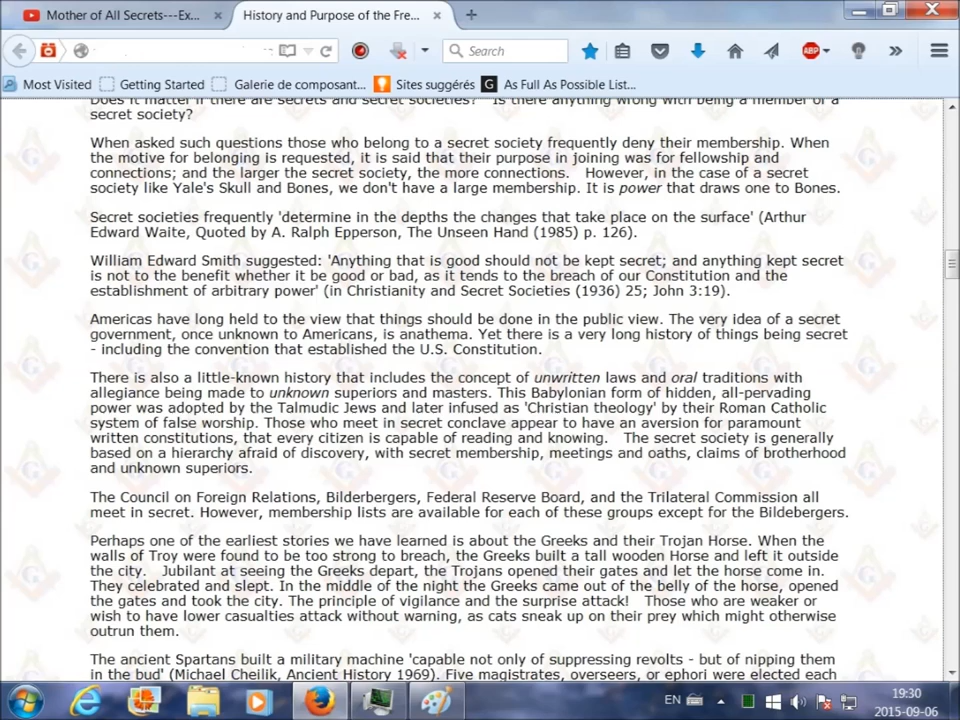 Mother of All Secrets---Ex...
History and Purpose of the Fre...
Search
ABP
Most Visited
Getting Started
Galerie de composant...
Sites suggérés
G As Full As Possible List...
Does it matter if there are secrets and secret societies? Is there anything wrong with being a member of a
secret society?
When asked such questions those who belong to a secret society frequently deny their membership. When
the motive for belonging is requested, it is said that their purpose in joining was for fellowship and
connections; and the larger the secret society, the more connections. However, in the case of a secret
society like Yale's Skull and Bones, we don't have a large membership. It is power that draws one to Bones.
Secret societies frequently 'determine in the depths the changes that take place on the surface' (Arthur
Edward Waite, Quoted by A. Ralph Epperson, The Unseen Hand (1985) p. 126).
William Edward Smith suggested: 'Anything that is good should not be kept secret; and anything kept secret
is not to the benefit whether it be good or bad, as it tends to the breach of our Constitution and the
establishment of arbitrary power' (in Christianity and Secret Societies (1936) 25; John 3:19).
Americas have long held to the view that things should be done in the public view. The very idea of a secret
government, once unknown to Americans, is anathema. Yet there is a very long history of things being secret
- including the convention that established the U.S. Constitution.
There is also a little-known history that includes the concept of unwritten laws and oral traditions with
allegiance being made to unknown superiors and masters. This Babylonian form of hidden, all-pervading
power was adopted by the Talmudic Jews and later infused as 'Christian theology' by their Roman Catholic
system of false worship. Those who meet in secret conclave appear to have an aversion for paramount
written constitutions, that every citizen is capable of reading and knowing. The secret society is generally
based on a hierarchy afraid of discovery, with secret membership, meetings and oaths, claims of brotherhood
and unknown superiors.
The Council on Foreign Relations, Bilderbergers, Federal Reserve Board, and the Trilateral Commission all
meet in secret. However, membership lists are available for each of these groups except for the Bildebergers.
Perhaps one of the earliest stories we have learned is about the Greeks and their Trojan Horse. When the
walls of Troy were found to be too strong to breach, the Greeks built a tall wooden Horse and left it outside
the city. Jubilant at seeing the Greeks depart, the Trojans opened their gates and let the horse come in.
They celebrated and slept. In the middle of the night the Greeks came out of the belly of the horse, opened
the gates and took the city. The principle of vigilance and the surprise attack! Those who are weaker or
wish to have lower casualties attack without warning, as cats sneak up on their prey which might otherwise
outrun them.
The ancient Spartans built a military machine 'capable not only of suppressing revolts - but of nipping them
in the bud' (Michael Cheilik, Ancient History 1969). Five magistrates, overseers, or ephori were elected each
EN
19:30
2015-09-06